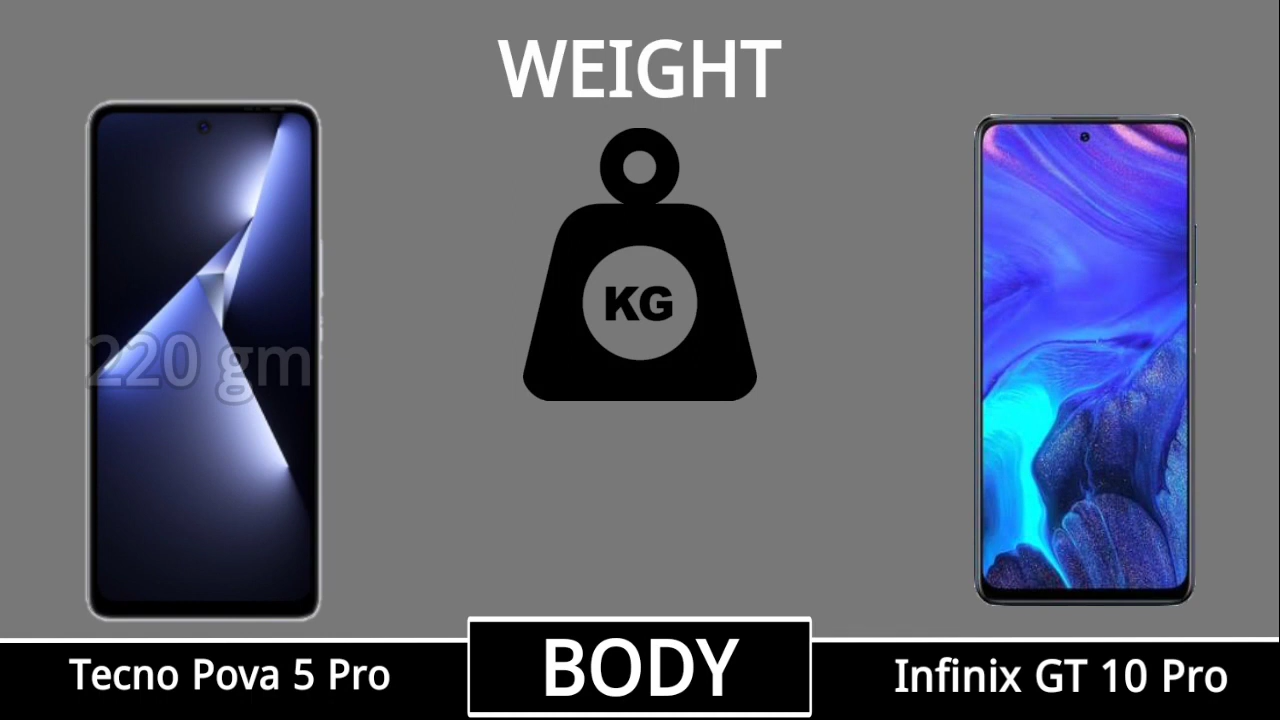 WEIGHT
KG
220 gm
Tecno Pova 5 Pro
BODY
Infinix GT 10 Pro